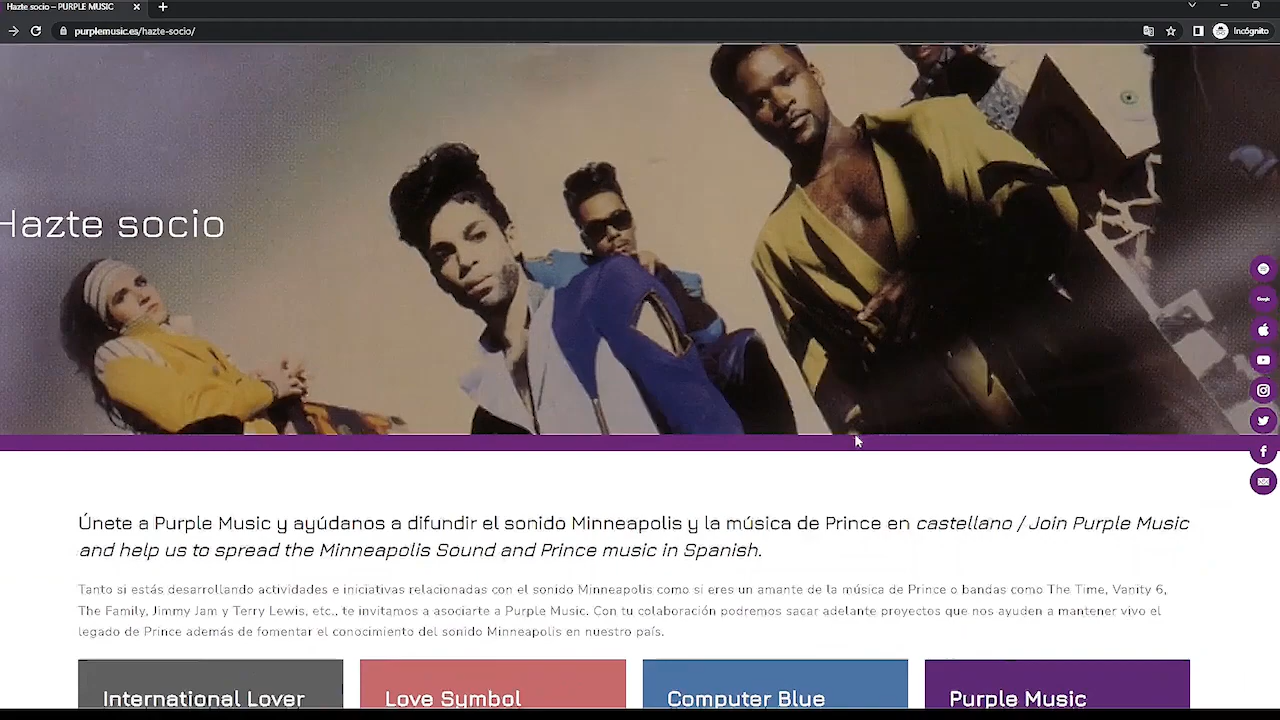 Hazte socio – PURPLE MUSIC
purplemusic.es/hazte-socio/
Incógnito
Hazte socio
Google
Únete a Purple Music y ayúdanos a difundir el sonido Minneapolis y la música de Prince en castellano / Join Purple Music
and help us to spread the Minneapolis Sound and Prince music in Spanish.
Tanto si estás desarrollando actividades e iniciativas relacionadas con el sonido Minneapolis como si eres un amante de la música de Prince o bandas como The Time, Vanity 6,
The Family, Jimmy Jam y Terry Lewis, etc., te invitamos a asociarte a Purple Music. Con tu colaboración podremos sacar adelante proyectos que nos ayuden a mantener vivo el
legado de Prince además de fomentar el conocimiento del sonido Minneapolis en nuestro país.
International Lover
Love Symbol
Computer Blue
Purple Music